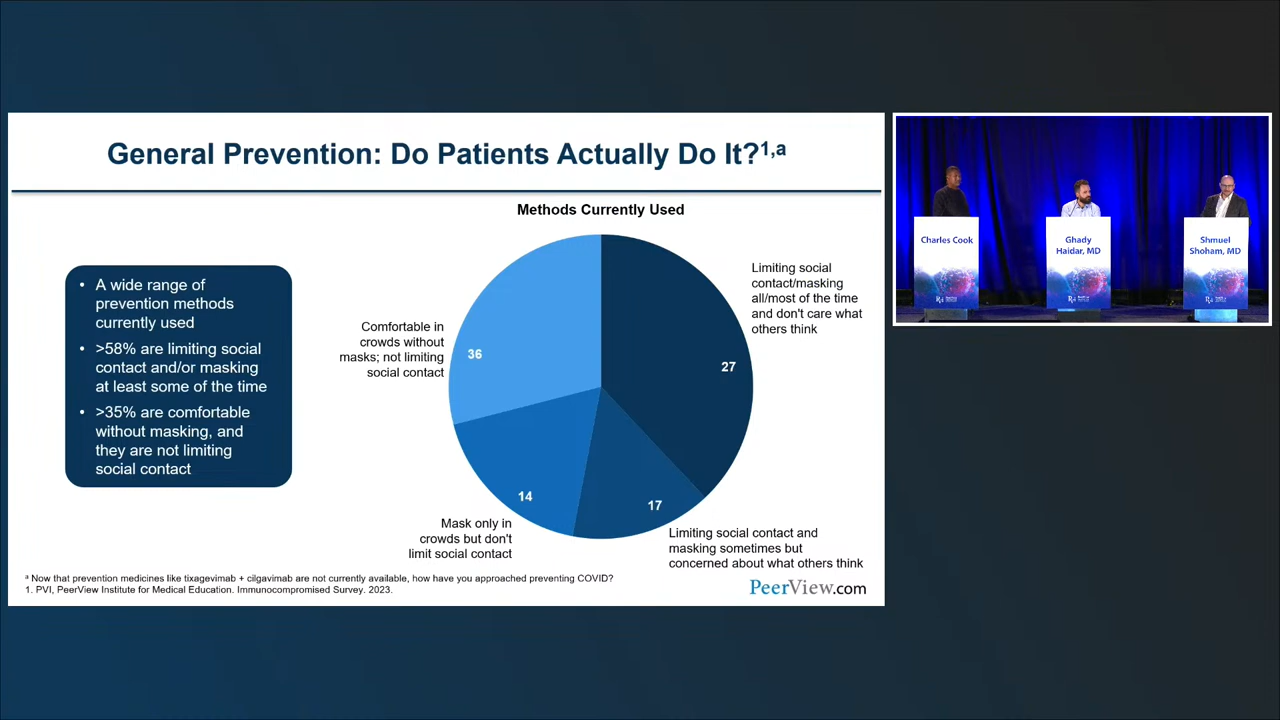 General Prevention: Do Patients Actually Do It?1,a
Methods Currently Used
• A wide range of
prevention methods
currently used
• >58% are limiting social
contact and/or masking
at least some of the time
• >35% are comfortable
without masking, and
they are not limiting
social contact
Comfortable in
crowds without
masks; not limiting
social contact
36
Limiting social
contact/masking
all/most of the time
and don't care what
others think
27
14
Mask only in
crowds but don't
limit social contact
17
Limiting social contact and
masking sometimes but
concerned about what others think
a Now that prevention medicines like tixagevimab + cilgavimab are not currently available, how have you approached preventing COVID?
1. PVI, PeerView Institute for Medical Education. Immunocompromised Survey. 2023.
PeerView.com
Charles Cook
Ghady
Haidar, MD
Shmuel
Shoham, MD